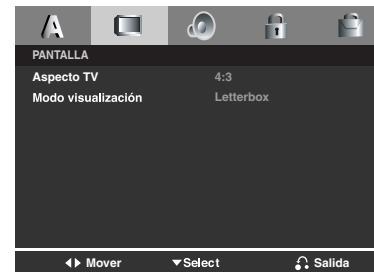 A
PANTALLA
Aspecto TV 4:3
Modo visualización Letterbox
Mover Select Salida